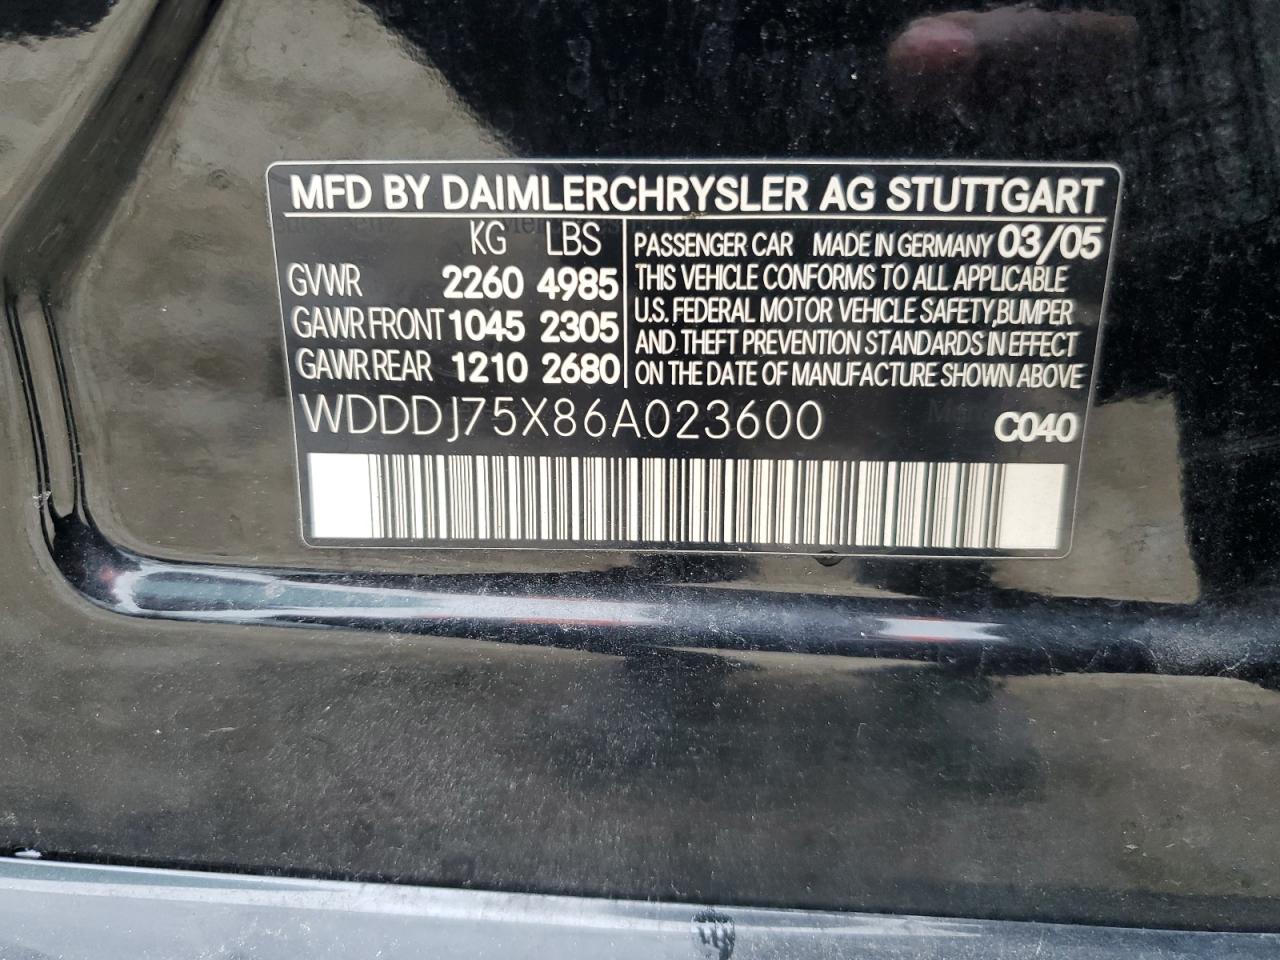 MFD BY DAIMLERCHRYSLER AG STUTTGART
KG LBS
GVWR 2260 4985
GAWR FRONT 1045 2305
GAWR REAR 1210 2680
PASSENGER CAR MADE IN GERMANY 03/05
THIS VEHICLE CONFORMS TO ALL APPLICABLE
U.S. FEDERAL MOTOR VEHICLE SAFETY, BUMPER
AND THEFT PREVENTION STANDARDS IN EFFECT
ON THE DATE OF MANUFACTURE SHOWN ABOVE
WDDDJ75X86A023600 C040